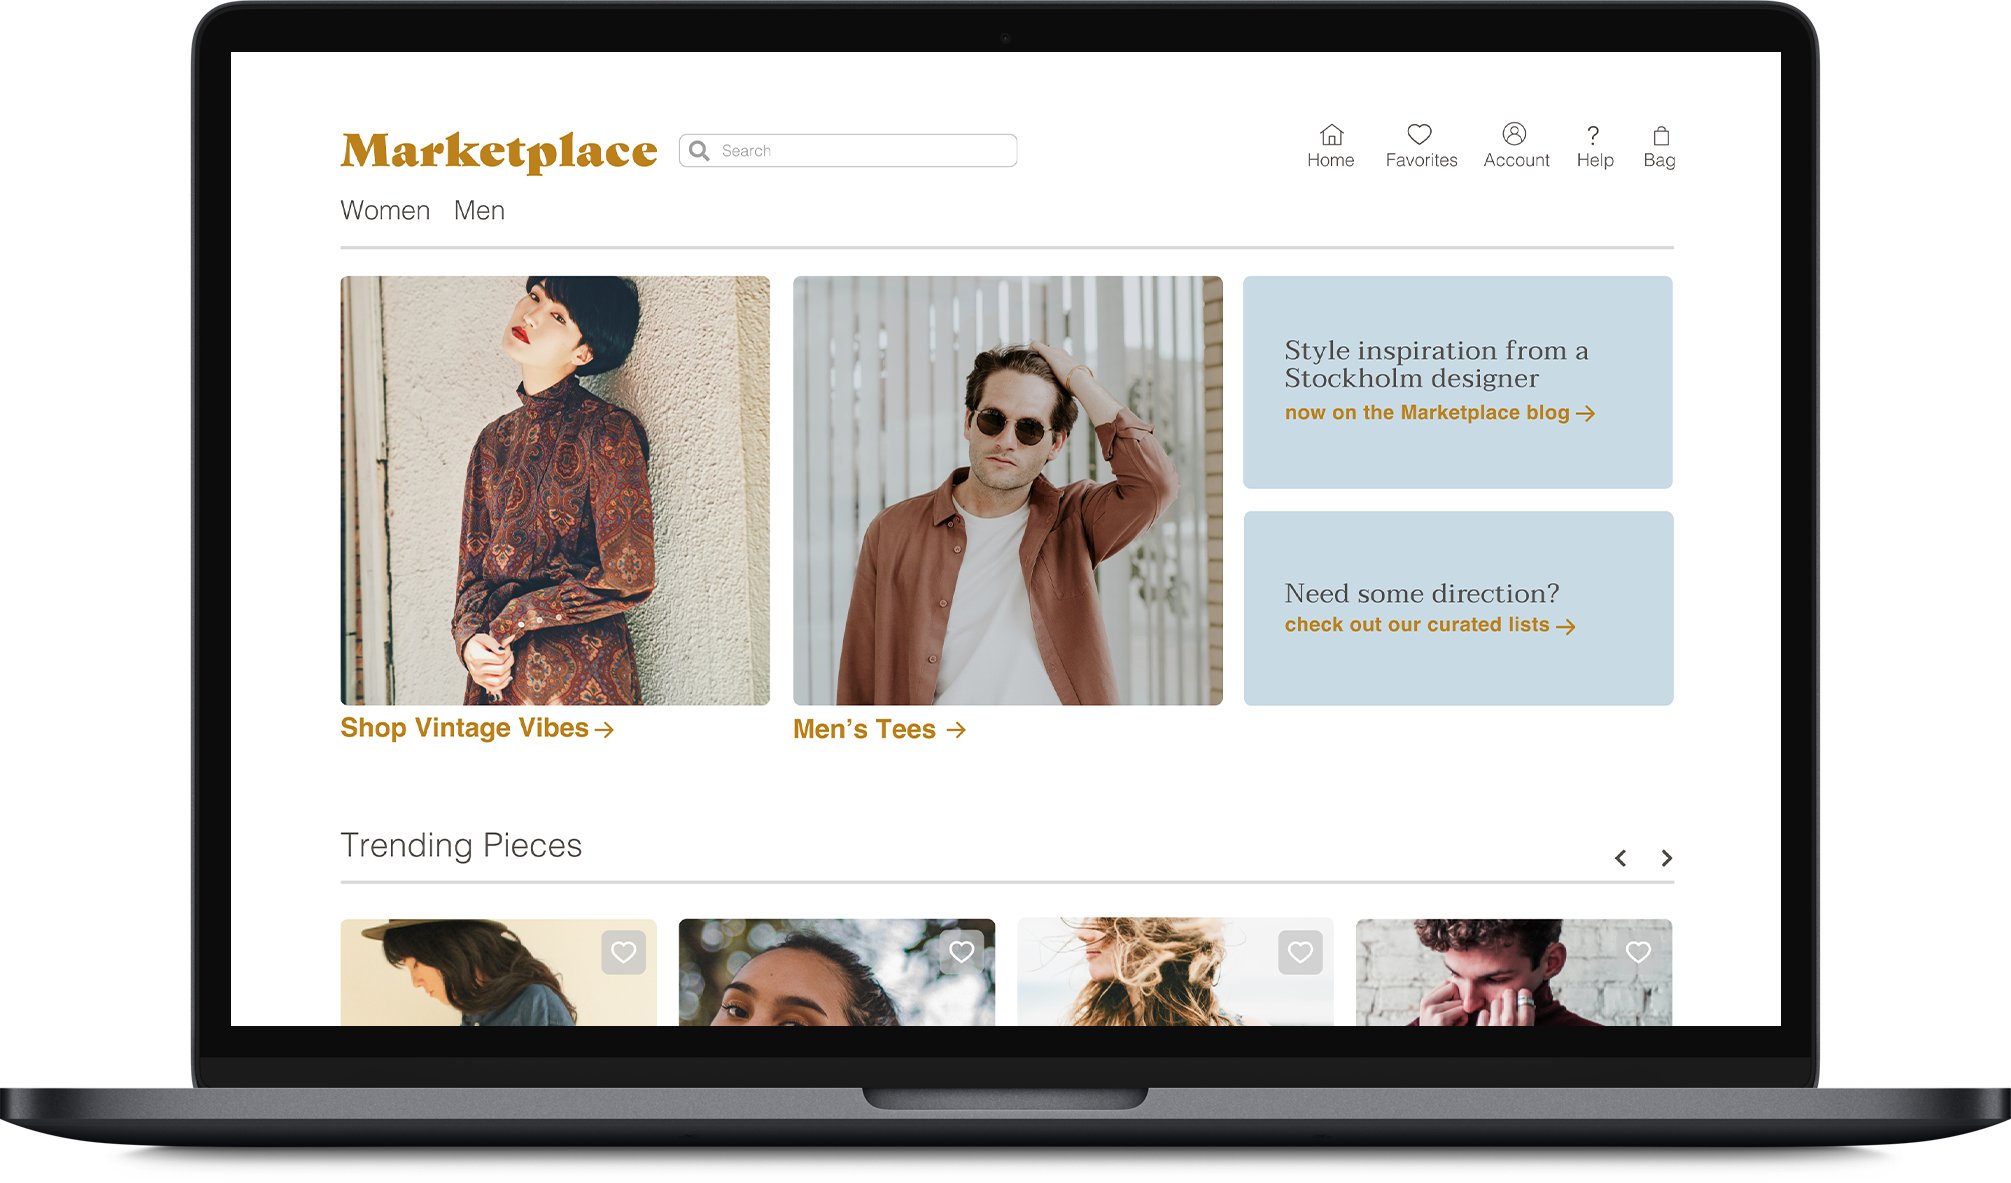 Marketplace
Search
Home
Favorites
Account
Help
Bag
Women
Men
Style inspiration from a
Stockholm designer
now on the Marketplace blog
Need some direction?
check out our curated lists
Shop Vintage Vibes
Men’s Tees
Trending Pieces